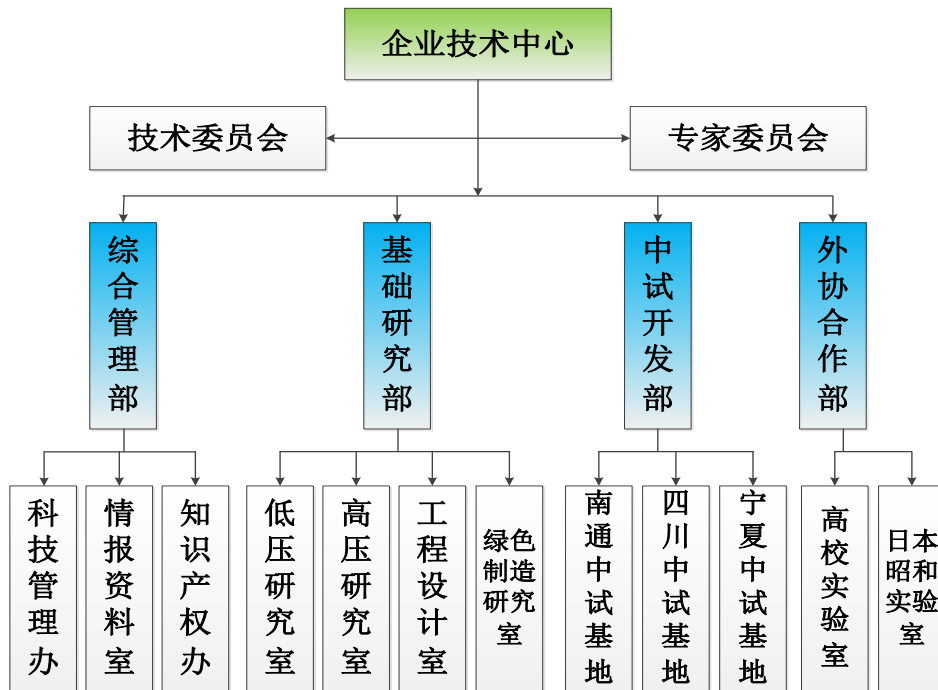 企业技术中心
技术委员会
专家委员会
综合管理部
基础研究部
中试开发部
外协合作部
科技管理办
情报资料室
知识产权办
低压研究室
高压研究室
工程设计室
绿色
制造
研究
室
南通中试基地
四川中试基地
宁夏中试基地
高校实验室
日本
昭和
实验
室